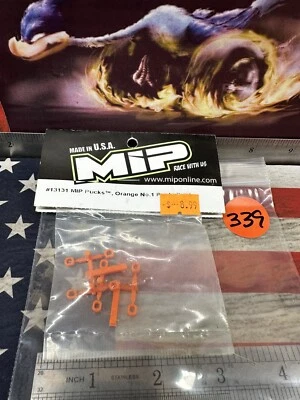 MADE IN U.S.A.
MIP
RACE WITH US
www.miponline.com
#13131 MIP Pucks™, Orange No.1
8.99
339
INCH 1 STAINLESS 2 3 4